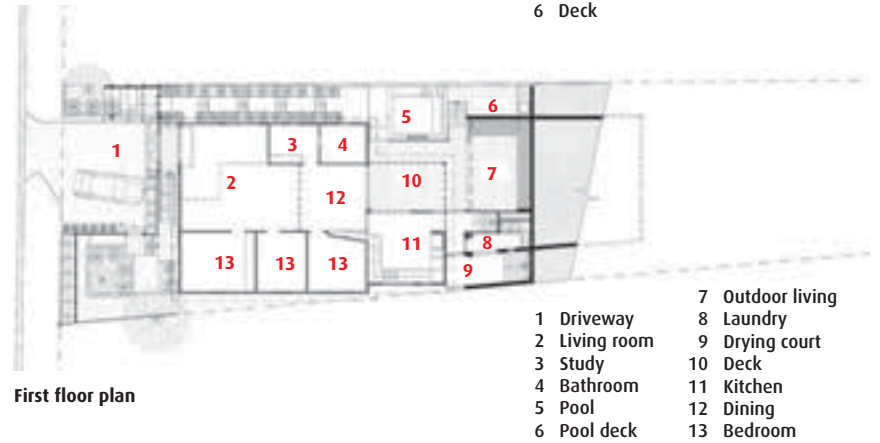 6 Deck
5
6
1
3
4
2
10
7
12
11
8
13
13
13
9
First floor plan
1 Driveway
2 Living room
3 Study
4 Bathroom
5 Pool
6 Pool deck
7 Outdoor living
8 Laundry
9 Drying court
10 Deck
11 Kitchen
12 Dining
13 Bedroom